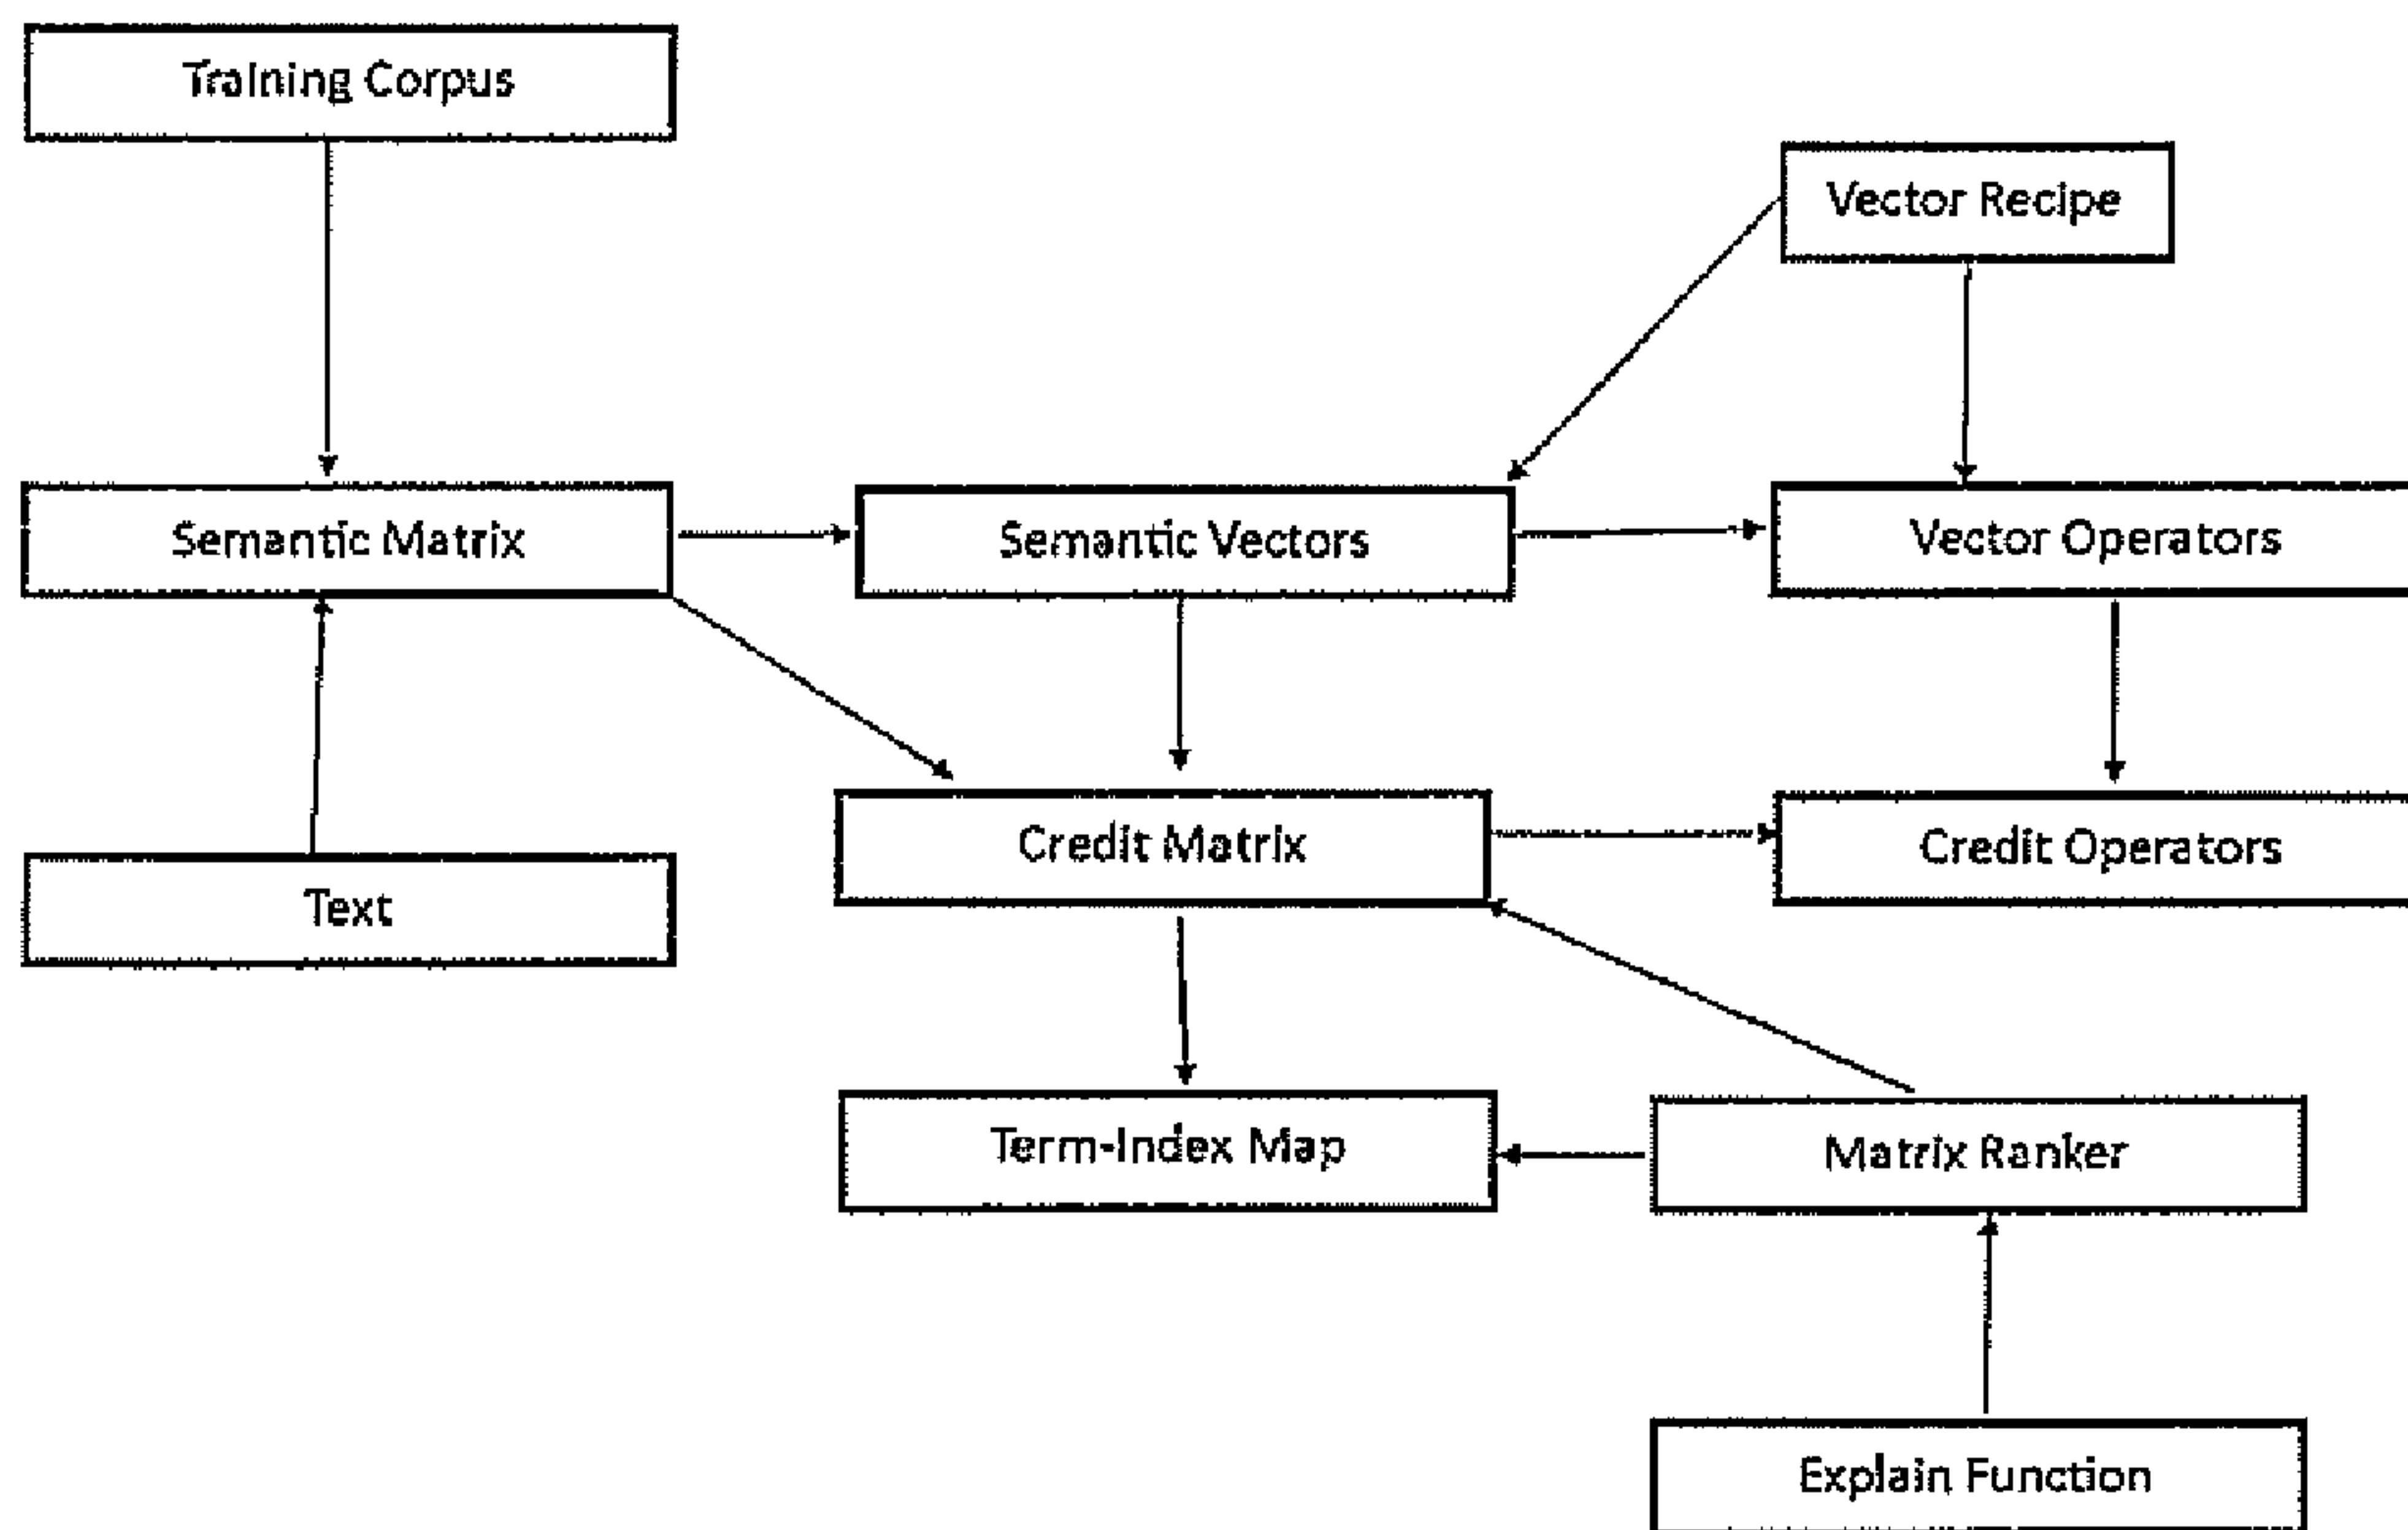 Training Corpus
Vector Recipe
Semantic Matrix
Semantic Vectors
Vector Operators
Credit Matrix
Credit Operators
Text
Term-Index Map
Matrix Ranker
Explain Function